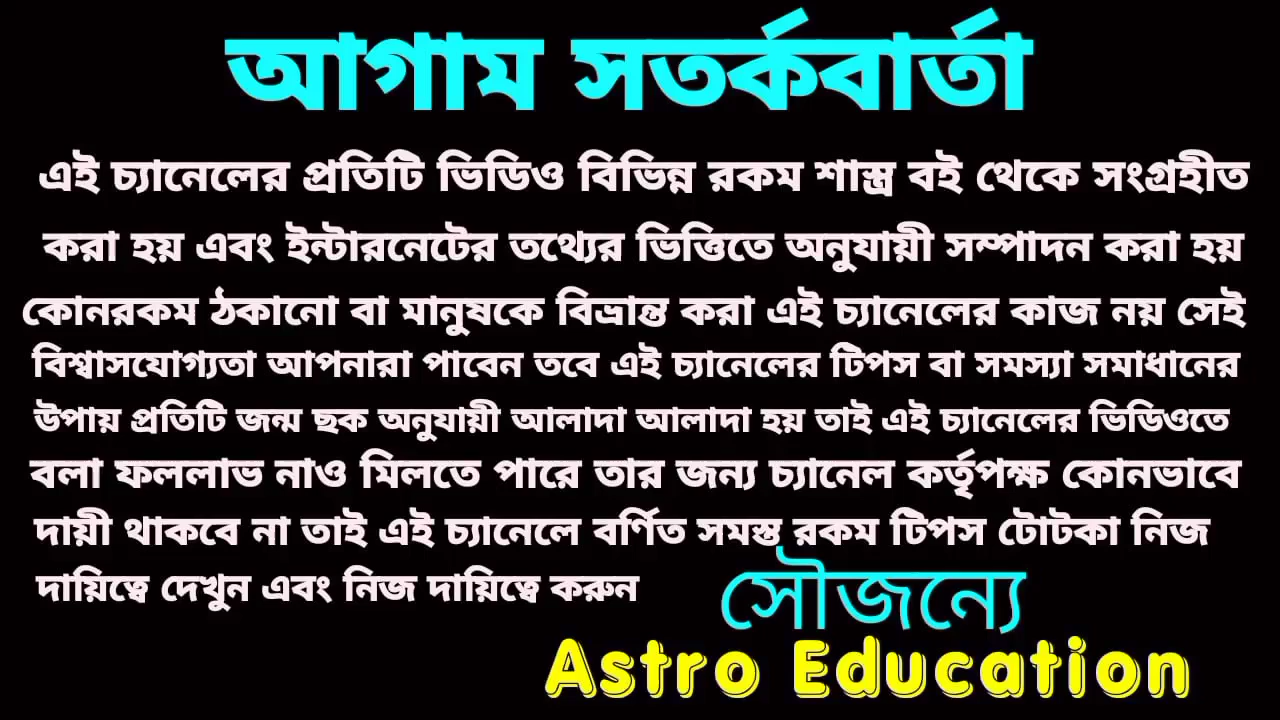 আগাম সতর্কবার্তা
এই চ্যানেলের প্রতিটি ভিডিও বিভিন্ন রকম শাস্ত্র বই থেকে সংগ্রহীত
করা হয় এবং ইন্টারনেটের তথ্যের ভিত্তিতে অনুযায়ী সম্পাদন করা হয়
কোনরকম ঠকানো বা মানুষকে বিভ্রান্ত করা এই চ্যানেলের কাজ নয় সেই
বিশ্বাসযোগ্যতা আপনারা পাবেন তবে এই চ্যানেলের টিপস বা সমস্যা সমাধানের
উপায় প্রতিটি জন্ম ছক অনুযায়ী আলাদা আলাদা হয় তাই এই চ্যানেলের ভিডিওতে
বলা ফললাভ নাও মিলতে পারে তার জন্য চ্যানেল কর্তৃপক্ষ কোনভাবে
দায়ী থাকবে না তাই এই চ্যানেলে বর্ণিত সমস্ত রকম টিপস টোটকা নিজ
দায়িত্বে দেখুন এবং নিজ দায়িত্বে করুন
সৌজন্যে
Astro Education